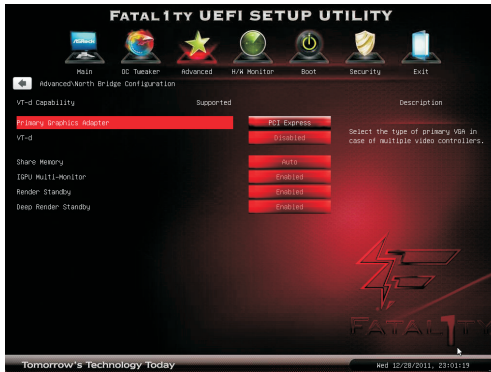 FATAL1TY UEFI SETUP UTILITY
ASRock
Main OC Tweaker Advanced H/W Monitor Boot Security Exit
Advanced\North Bridge Configuration
VT-d Capability Supported Description
Primary Graphics Adapter PCI Express
Select the type of primary VGA in
VT-d Disabled
case of multiple video controllers.
Share Memory Auto
IGPU Multi-Monitor Enabled
Render Standby Enabled
Deep Render Standby Enabled
FATAL1TY
Tomorrow's Technology Today Wed 12/28/2011, 23:01:19